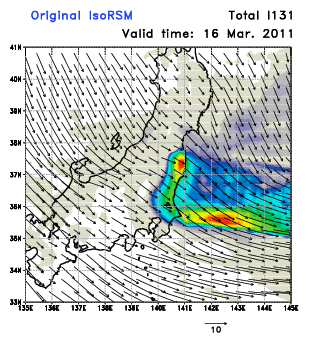 Original IsoRSM Total I131
Valid time: 16 Mar. 2011
41N
40N
39N
38N
37N
36N
35N
34N
33N
135E 136E 137E 138E 139E 140E 141E 142E 143E 144E 145E
10